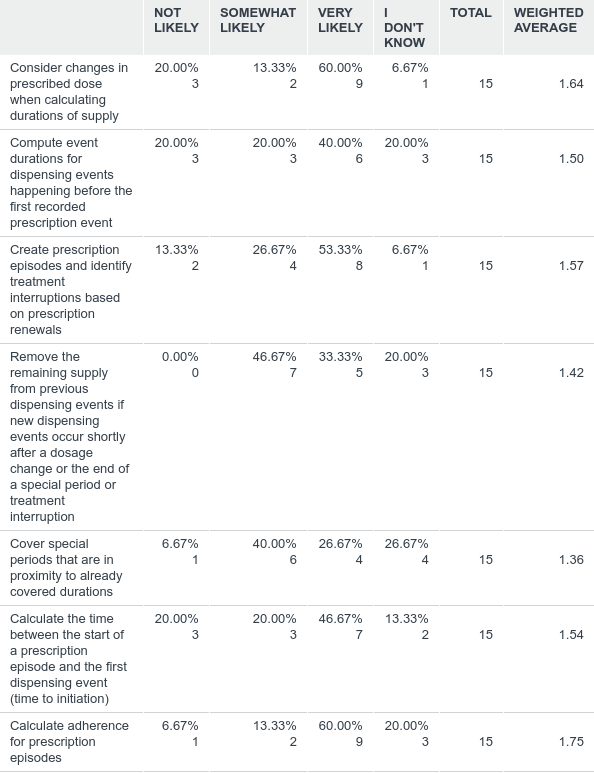 NOT LIKELY SOMEWHAT LIKELY VERY LIKELY I DON'T KNOW TOTAL WEIGHTED AVERAGE
Consider changes in 20.00% 13.33% 60.00% 6.67%
prescribed dose 3 2 9 1 15 1.64
when calculating
durations of supply
Compute event 20.00% 20.00% 40.00% 20.00%
durations for 3 3 6 3 15 1.50
dispensing events
happening before the
first recorded
prescription event
Create prescription 13.33% 26.67% 53.33% 6.67%
episodes and identify 2 4 8 1 15 1.57
treatment
interruptions based
on prescription
renewals
Remove the 0.00% 46.67% 33.33% 20.00%
remaining supply 0 7 5 3 15 1.42
from previous
dispensing events if
new dispensing
events occur shortly
after a dosage
change or the end of
a special period or
treatment
interruption
Cover special 6.67% 40.00% 26.67% 26.67%
periods that are in 1 6 4 4 15 1.36
proximity to already
covered durations
Calculate the time 20.00% 20.00% 46.67% 13.33%
between the start of 3 3 7 2 15 1.54
a prescription
episode and the first
dispensing event
(time to initiation)
Calculate adherence 6.67% 13.33% 60.00% 20.00%
for prescription 1 2 9 3 15 1.75
episodes